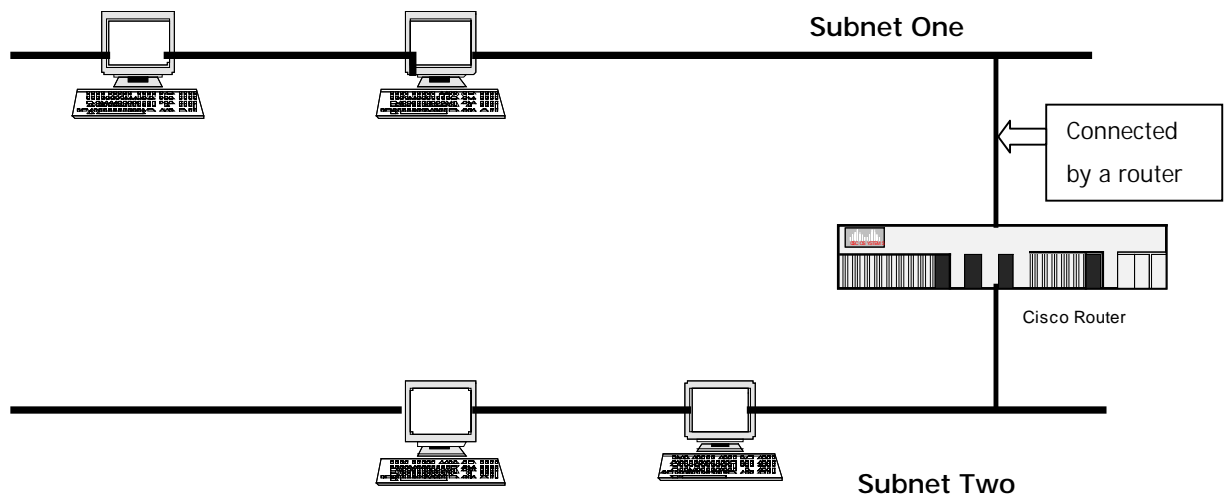 Subnet One
Connected
by a router
Cisco Router
Subnet Two